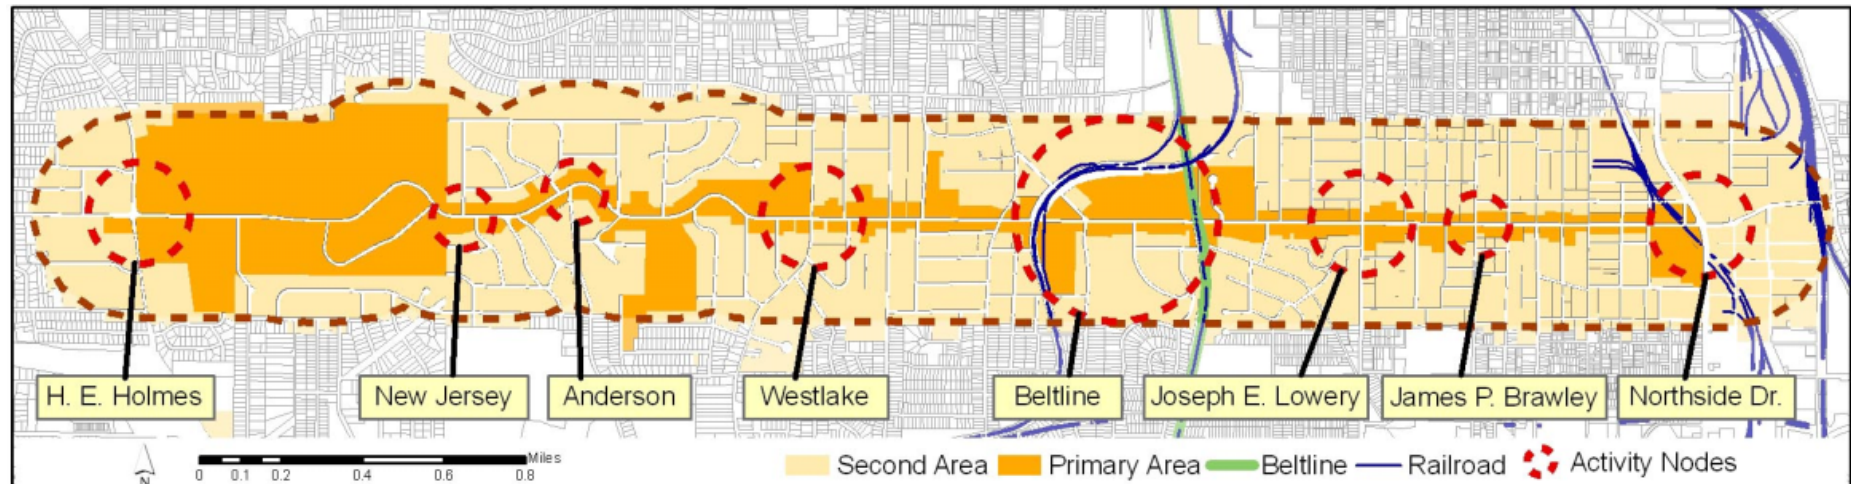 H. E. Holmes
New Jersey
Anderson
Westlake
Beltline
Joseph E. Lowery
James P. Brawley
Northside Dr.
N
Miles
0 0.1 0.2 0.4 0.6 0.8
Second Area
Primary Area
Beltline
Railroad
Activity Nodes